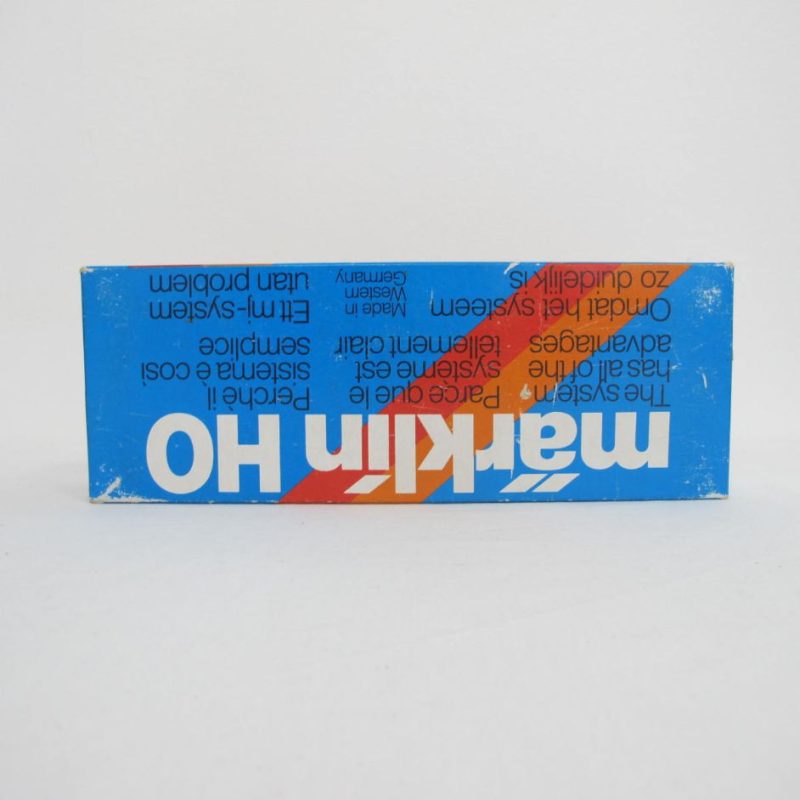 märklin HO
The system
has all of the
advantages
Parce que le
système est
tellement clair
Perchè il
sistema è così
semplice
Omdat het systeem
zo duidelijk is
Made in
Western
Germany
Ett mj-system
utan problem